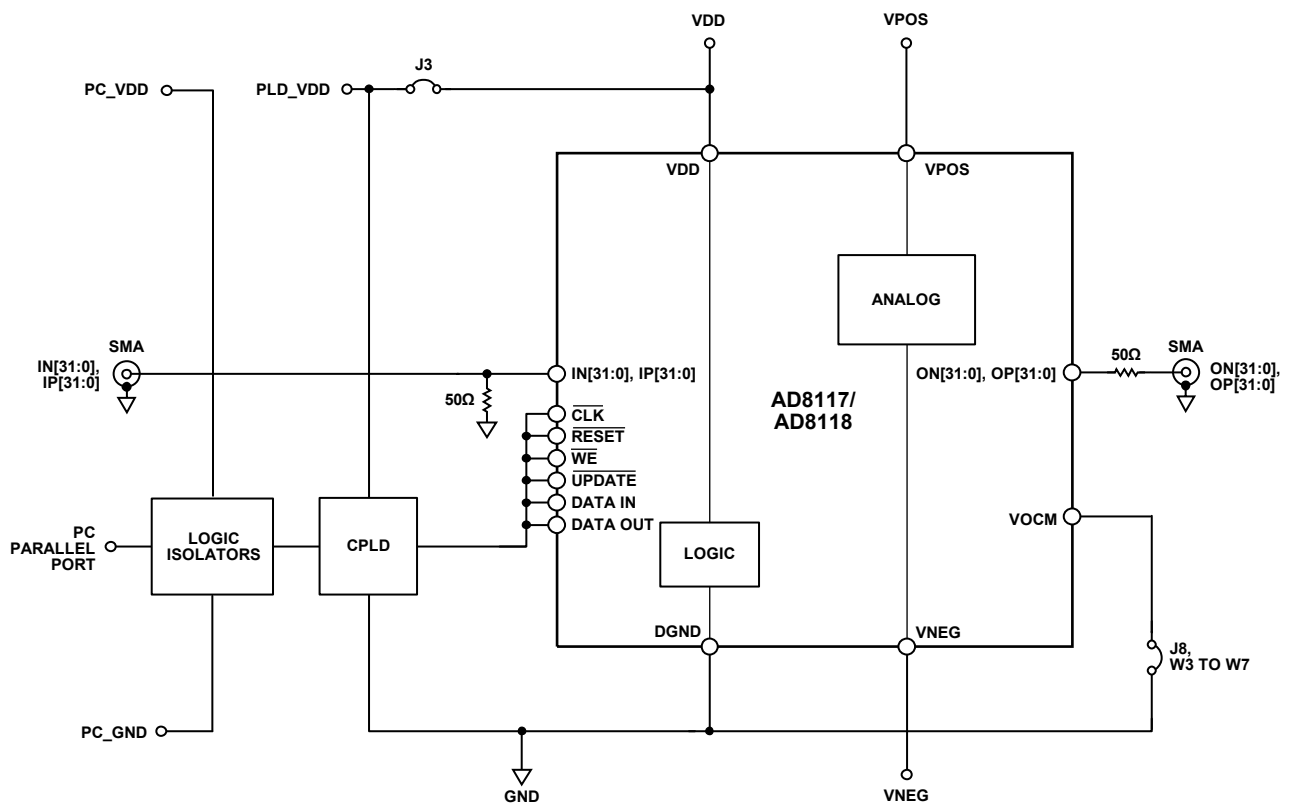 VDD
VPOS
J3
PC_VDD
PLD_VDD
VDD
VPOS
ANALOG
SMA
IN[31:0],
IP[31:0]
50Ω
IN[31:0], IP[31:0]
CLK
RESET
WE
UPDATE
DATA IN
DATA OUT
ON[31:0], OP[31:0]
50Ω
SMA
ON[31:0],
OP[31:0]
AD8117/
AD8118
VOCM
PC
PARALLEL
PORT
LOGIC
ISOLATORS
CPLD
LOGIC
DGND
VNEG
J8,
W3 TO W7
PC_GND
GND
VNEG